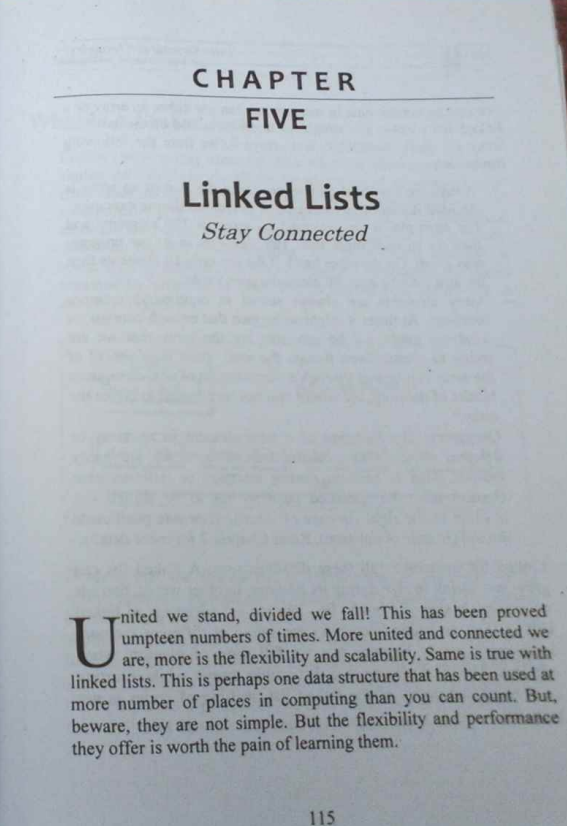 CHAPTER
FIVE
Linked Lists
Stay Connected
United we stand, divided we fall! This has been proved
umpteen numbers of times. More united and connected we
are, more is the flexibility and scalability. Same is true with
linked lists. This is perhaps one data structure that has been used at
more number of places in computing than you can count. But,
beware, they are not simple. But the flexibility and performance
they offer is worth the pain of learning them.
115